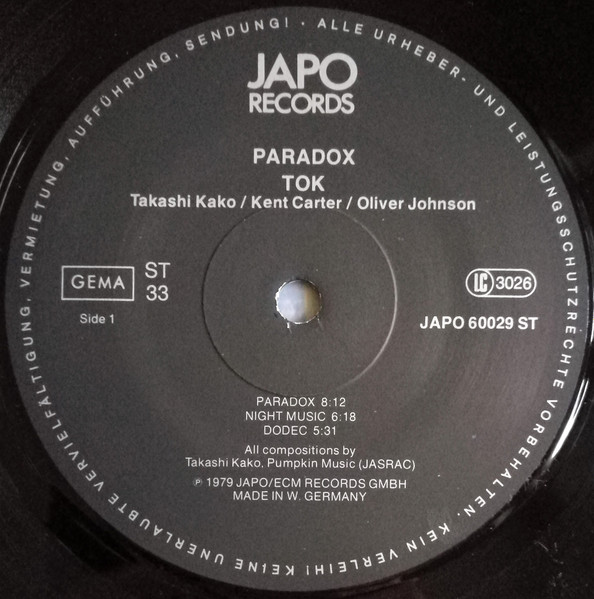 ALLE URHEBER- UND LEISTUNGSSCHUTZRECHTE VORBEHALTEN. KEIN VERLEIH! KEINE UNERLAUBTE VERVIELFÄLTIGUNG, VERMIETUNG, AUFFÜHRUNG, SENDUNG! ·
JAPO
RECORDS
PARADOX
TOK
Takashi Kako / Kent Carter / Oliver Johnson
GEMA
ST
33
LC 3026
Side 1
JAPO 60029 ST
PARADOX 8:12
NIGHT MUSIC 6:18
DODEC 5:31
All compositions by
Takashi Kako, Pumpkin Music (JASRAC)
℗ 1979 JAPO/ECM RECORDS GMBH
MADE IN W. GERMANY